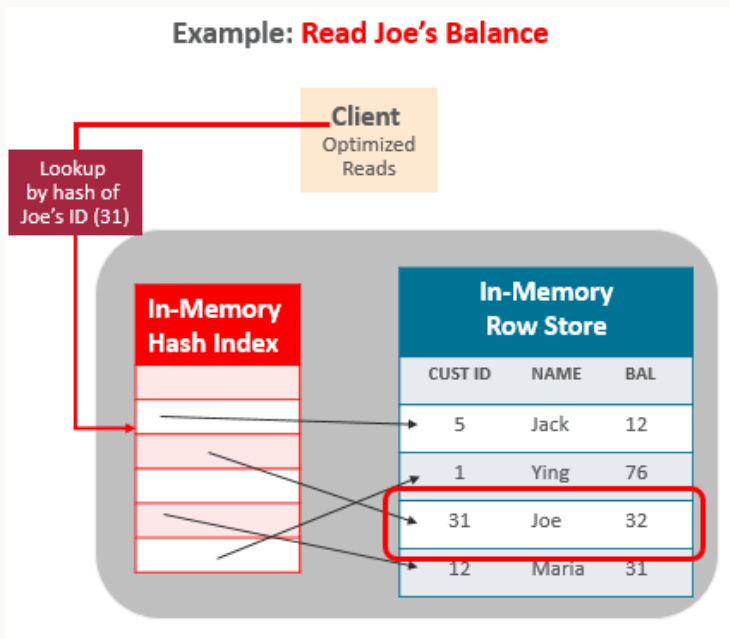 Example: Read Joe's Balance
Client
Optimized
Reads
Lookup
by hash of
Joe's ID (31)
In-Memory
Hash Index
In-Memory
Row Store
CUST ID NAME BAL
5 Jack 12
1 Ying 76
31 Joe 32
12 Maria 31